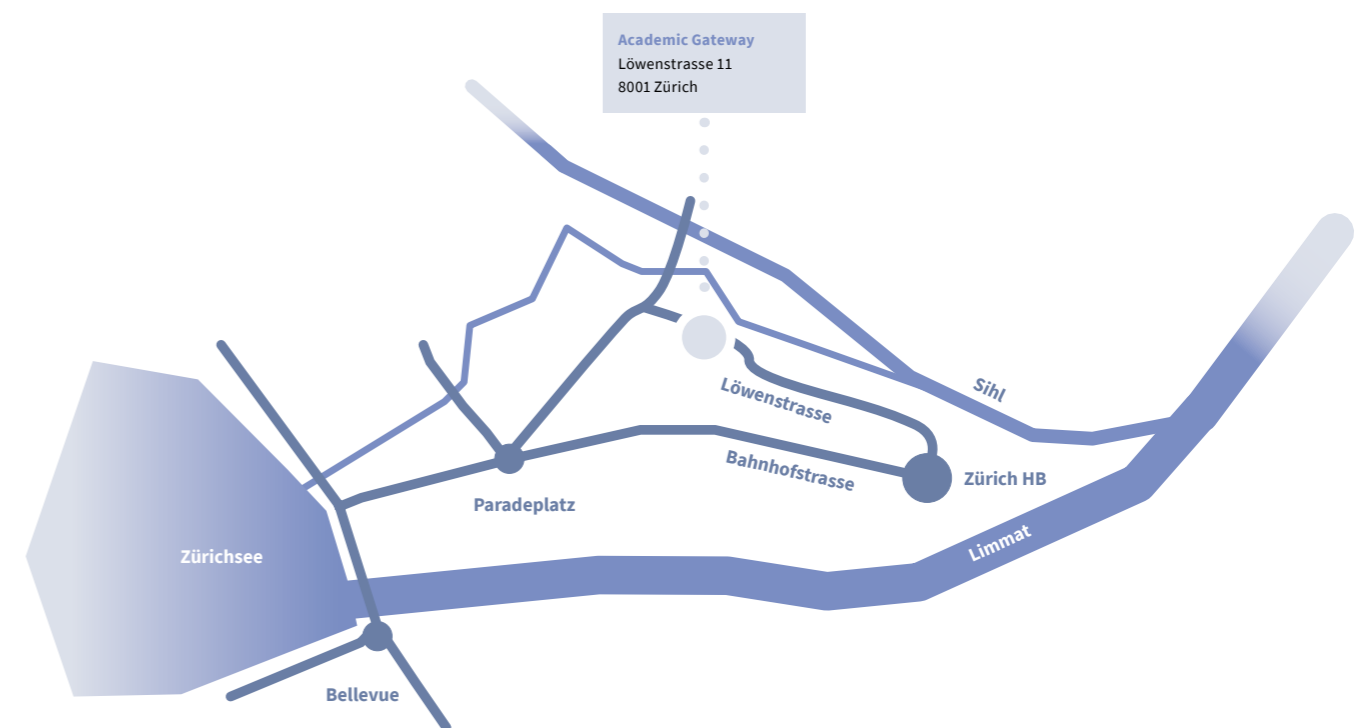 Academic Gateway
Löwenstrasse 11
8001 Zürich
Sihl
Löwenstrasse
Bahnhofstrasse
Zürich HB
Paradeplatz
Limmat
Zürichsee
Bellevue